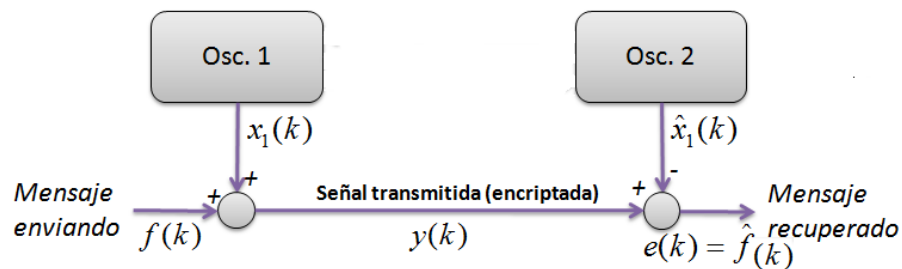 Osc. 1
Osc. 2
x₁(k)
x̂₁(k)
+
+
+
-
Mensaje
enviando
Señal transmitida (encriptada)
Mensaje
recuperado
f(k)
y(k)
e(k) = f̂(k)